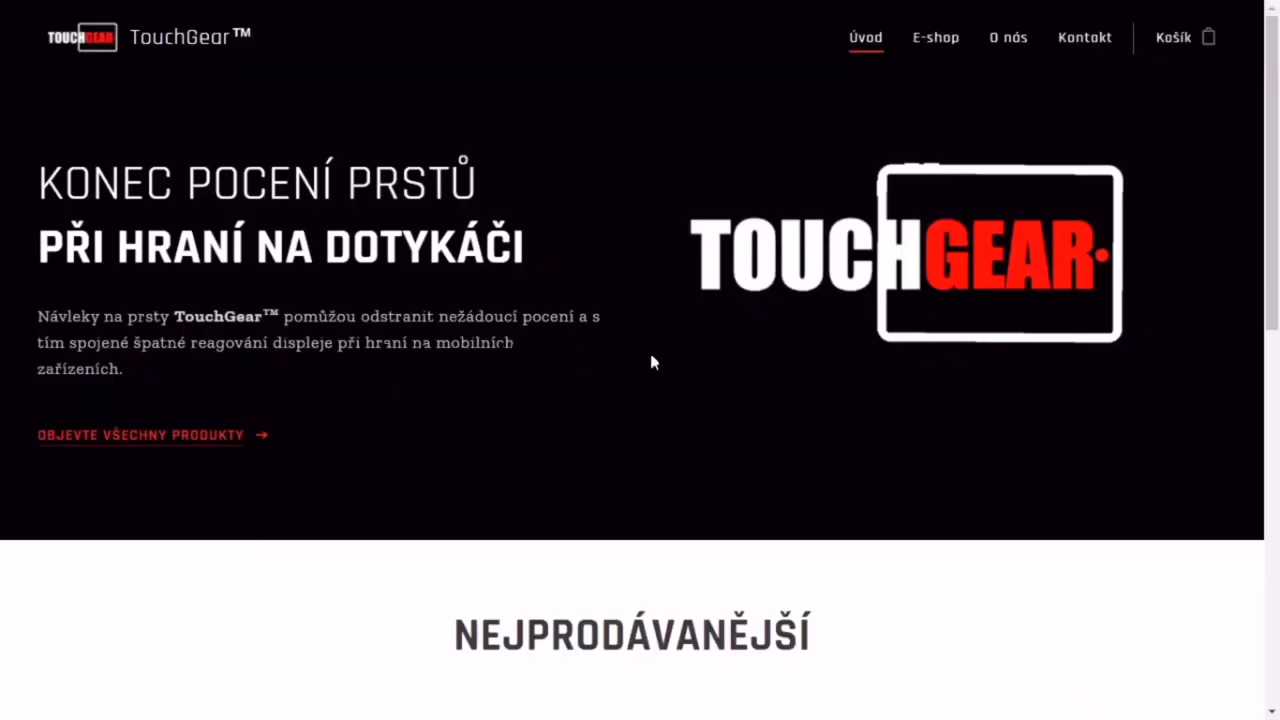 TOUCHGEAR TouchGear™
Úvod E-shop O nás Kontakt Košík
KONEC POCENÍ PRSTŮ
PŘI HRANÍ NA DOTYKÁČI
TOUCHGEAR
Návleky na prsty TouchGear™ pomůžou odstranit nežádoucí pocení a s
tím spojené špatné reagování displeje při hraní na mobilních
zařízeních.
OBJEVTE VŠECHNY PRODUKTY →
NEJPRODÁVANĚJŠÍ